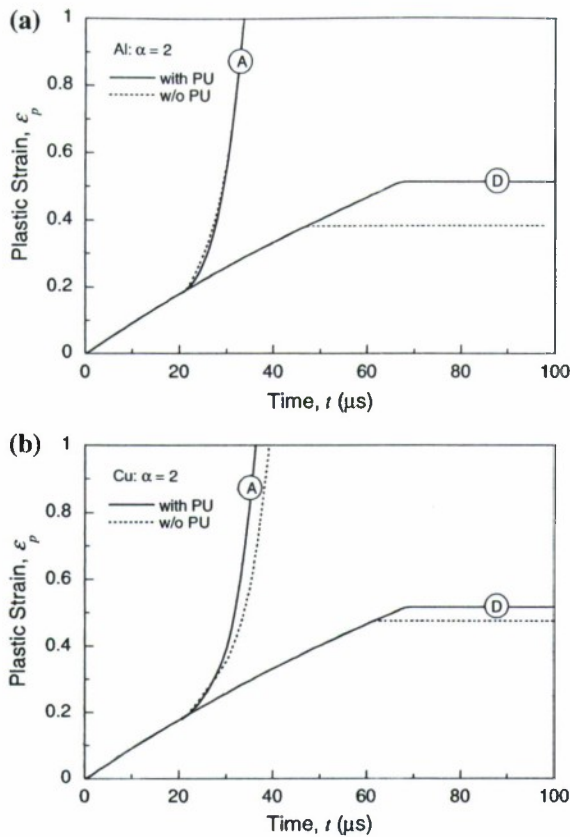 (a)
1
0.8
0.6
0.4
0.2
0
Plastic Strain, εp
Al: α = 2
with PU
w/o PU
A
D
0 20 40 60 80 100
Time, t (μs)
(b)
1
0.8
0.6
0.4
0.2
0
Plastic Strain, εp
Cu: α = 2
with PU
w/o PU
A
D
0 20 40 60 80 100
Time, t (μs)